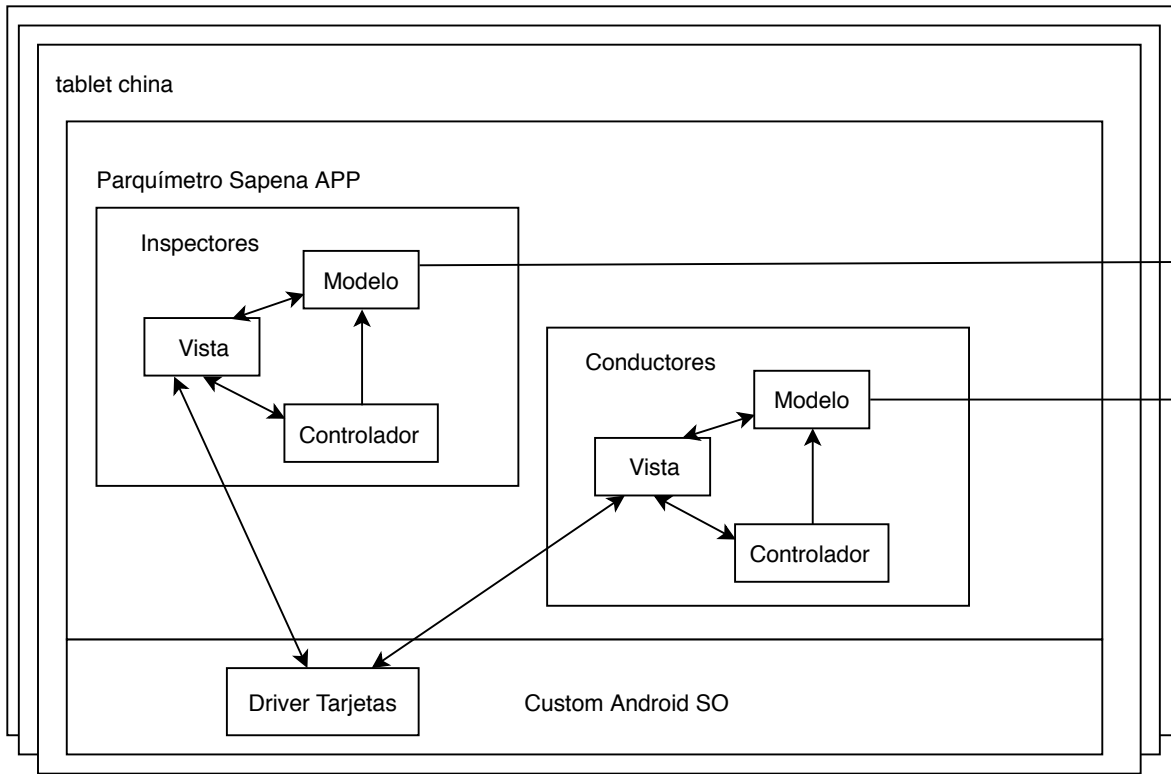 tablet china
Parquímetro Sapena APP
Inspectores
Modelo
Vista
Controlador
Conductores
Modelo
Vista
Controlador
Driver Tarjetas
Custom Android SO